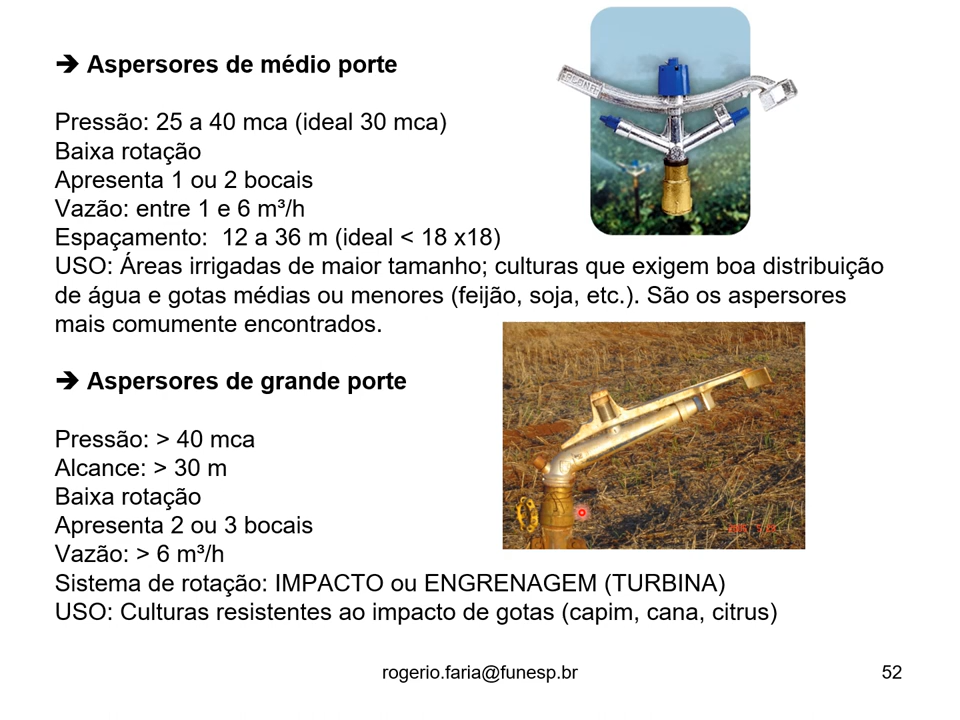 ➔ Aspersores de médio porte
Pressão: 25 a 40 mca (ideal 30 mca)
Baixa rotação
Apresenta 1 ou 2 bocais
Vazão: entre 1 e 6 m³/h
Espaçamento:  12 a 36 m (ideal < 18 x18)
USO: Áreas irrigadas de maior tamanho; culturas que exigem boa distribuição
de água e gotas médias ou menores (feijão, soja, etc.). São os aspersores
mais comumente encontrados.
➔ Aspersores de grande porte
Pressão: > 40 mca
Alcance: > 30 m
Baixa rotação
Apresenta 2 ou 3 bocais
Vazão: > 6 m³/h
Sistema de rotação: IMPACTO ou ENGRENAGEM (TURBINA)
USO: Culturas resistentes ao impacto de gotas (capim, cana, citrus)
rogerio.faria@funesp.br
52